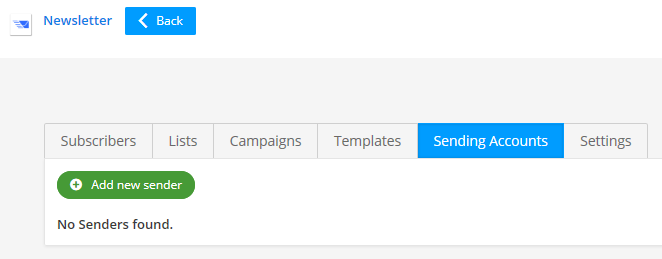 Newsletter Back
Subscribers Lists Campaigns Templates Sending Accounts Settings
Add new sender
No Senders found.